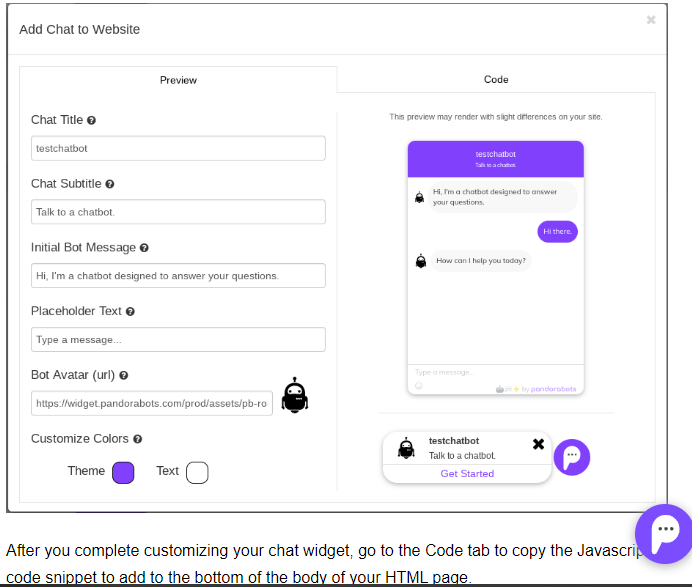 Add Chat to Website
Preview
Code
Chat Title
testchatbot
Chat Subtitle
Talk to a chatbot.
Initial Bot Message
Hi, I'm a chatbot designed to answer your questions.
Placeholder Text
Type a message...
Bot Avatar (url)
https://widget.pandorabots.com/prod/assets/pb-ro
Customize Colors
Theme
Text
This preview may render with slight differences on your site.
testchatbot
Talk to a chatbot.
Hi, I'm a chatbot designed to answer
your questions.
Hi there.
How can I help you today?
Type a message...
by pandorabots
testchatbot
Talk to a chatbot.
Get Started
After you complete customizing your chat widget, go to the Code tab to copy the Javascrip
code snippet to add to the bottom of the body of your HTML page.